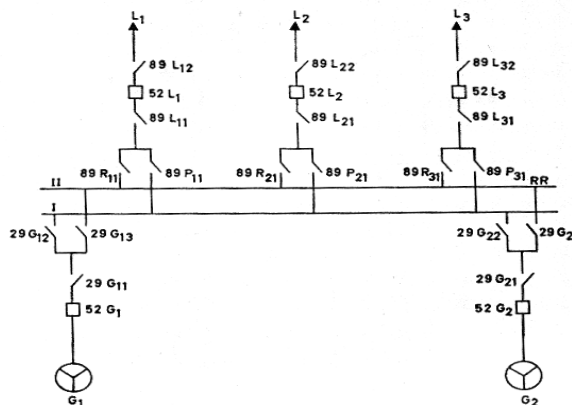 L1 L2 L3
89 L12 89 L22 89 L32
52 L1 52 L2 52 L3
89 L11 89 L21 89 L31
89 R11 89 P11 89 R21 89 P21 89 R31 89 P31
II RR
I
29G12 29 G13 29 G22 29 G2
29 G11 29 G21
52 G1 52 G2
G1 G2